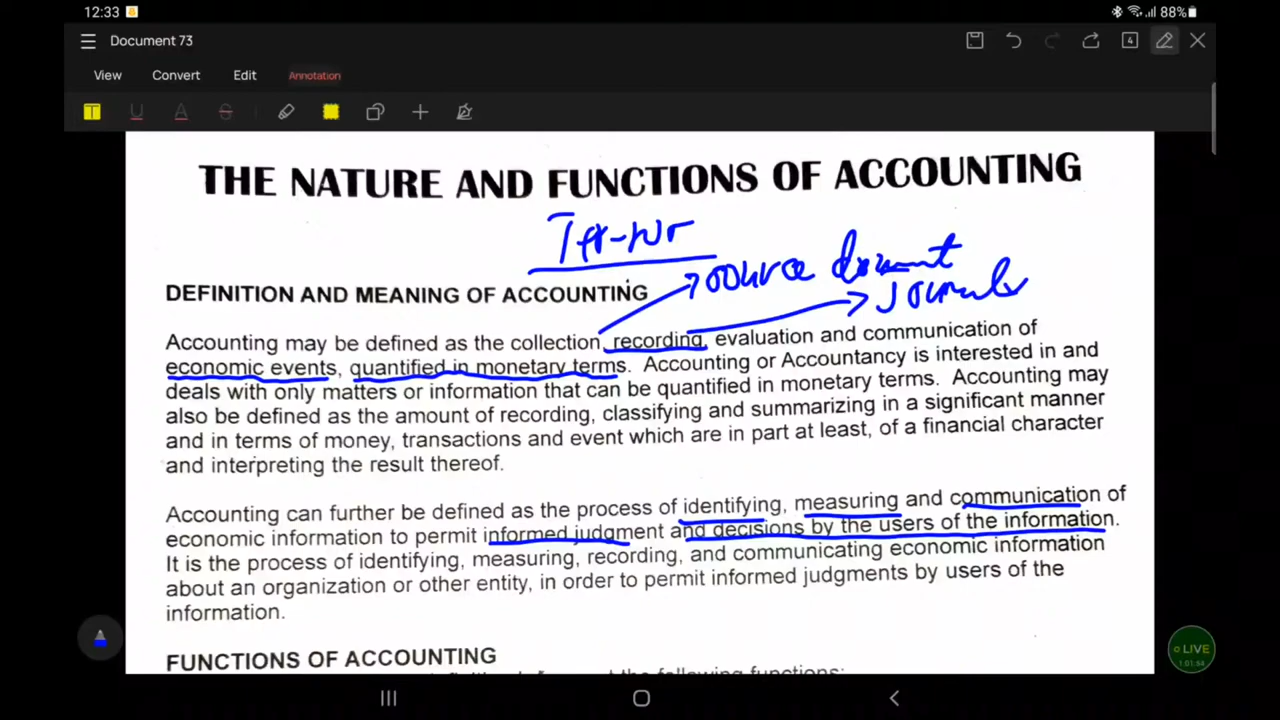 12:33
88%
Document 73
4
View Convert Edit Annotation
T U A S
THE NATURE AND FUNCTIONS OF ACCOUNTING
source
DEFINITION AND MEANING OF ACCOUNTING
Accounting may be defined as the collection, recording, evaluation and communication of
economic events, quantified in monetary terms. Accounting or Accountancy is interested in and
deals with only matters or information that can be quantified in monetary terms. Accounting may
also be defined as the amount of recording, classifying and summarizing in a significant manner
and in terms of money, transactions and event which are in part at least, of a financial character
and interpreting the result thereof.
Accounting can further be defined as the process of identifying, measuring and communication of
economic information to permit informed judgment and decisions by the users of the information.
It is the process of identifying, measuring, recording, and communicating economic information
about an organization or other entity, in order to permit informed judgments by users of the
information.
LIVE
1:01:54
FUNCTIONS OF ACCOUNTING
the following functions: